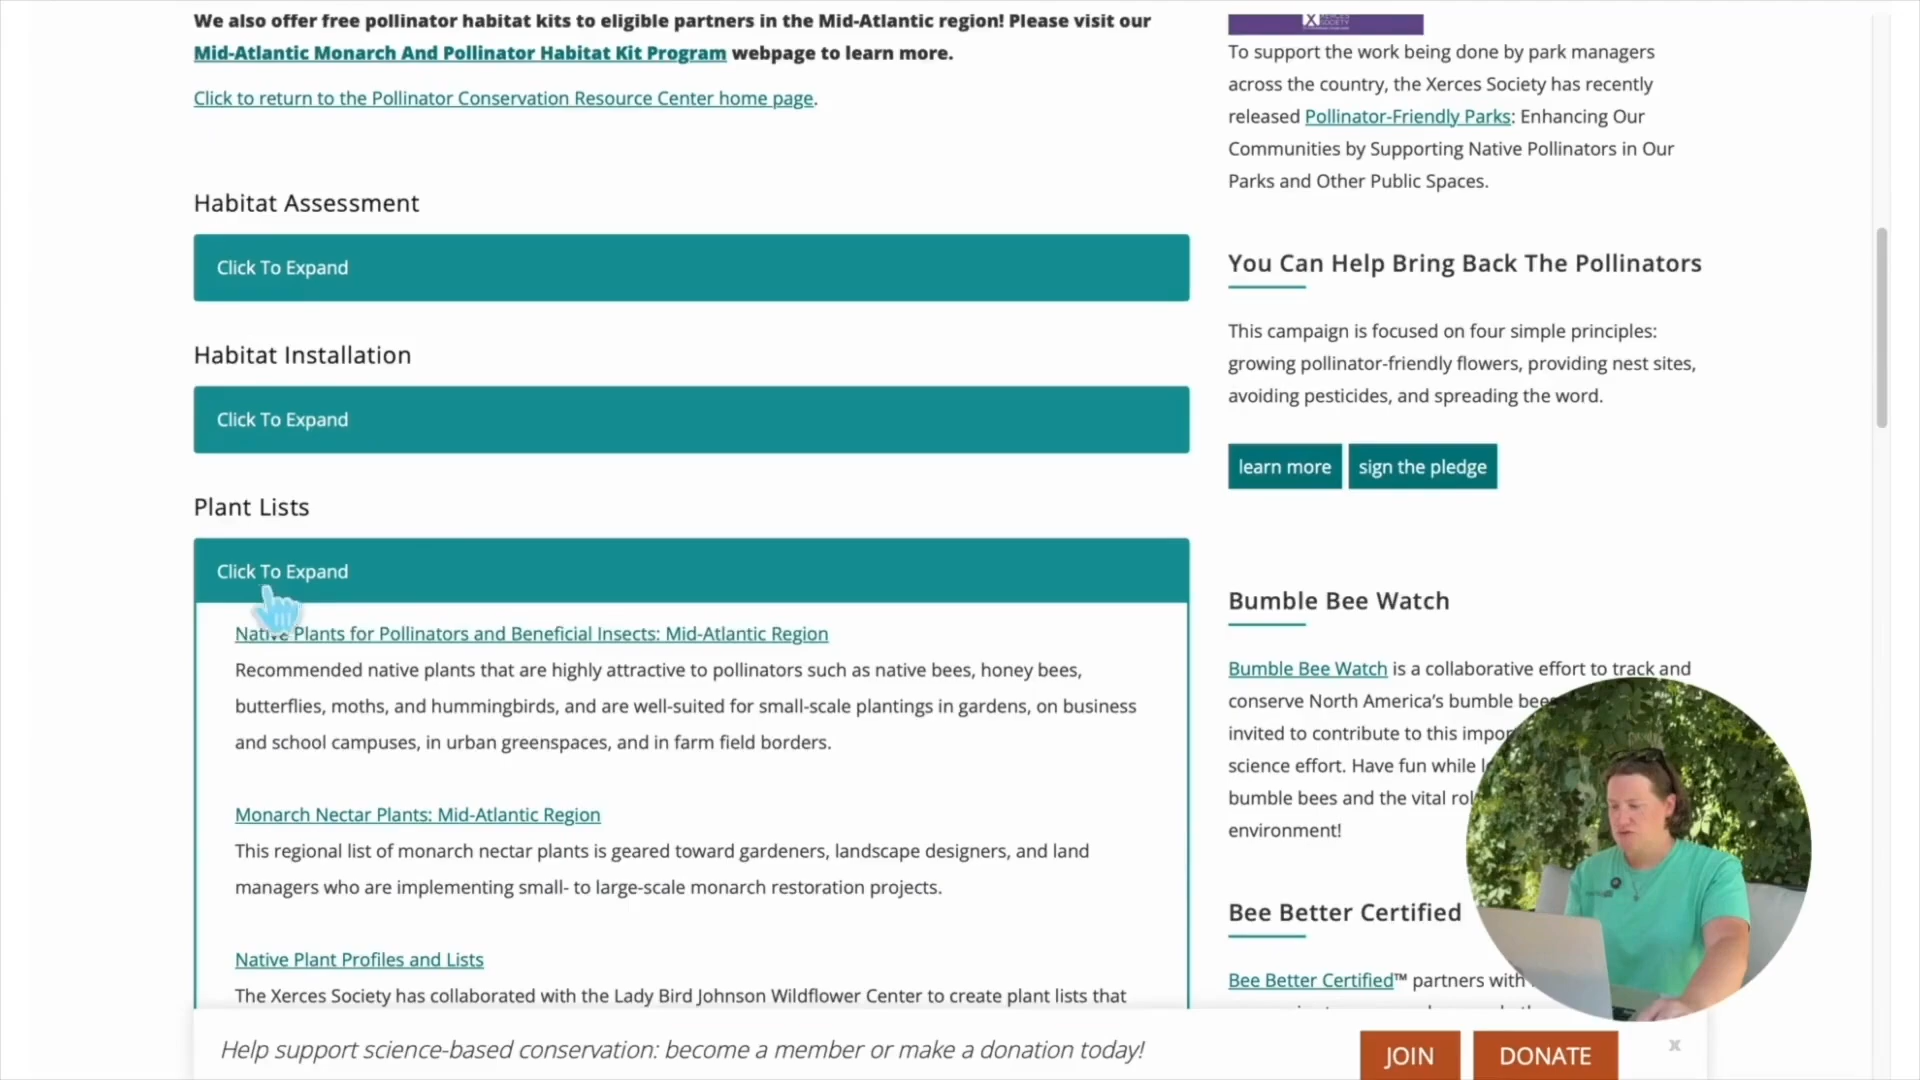 We also offer free pollinator habitat kits to eligible partners in the Mid-Atlantic region! Please visit our
Mid-Atlantic Monarch And Pollinator Habitat Kit Program webpage to learn more.
Click to return to the Pollinator Conservation Resource Center home page.
Habitat Assessment
Click To Expand
Habitat Installation
Click To Expand
Plant Lists
Click To Expand
Native Plants for Pollinators and Beneficial Insects: Mid-Atlantic Region
Recommended native plants that are highly attractive to pollinators such as native bees, honey bees,
butterflies, moths, and hummingbirds, and are well-suited for small-scale plantings in gardens, on business
and school campuses, in urban greenspaces, and in farm field borders.
Monarch Nectar Plants: Mid-Atlantic Region
This regional list of monarch nectar plants is geared toward gardeners, landscape designers, and land
managers who are implementing small- to large-scale monarch restoration projects.
Native Plant Profiles and Lists
The Xerces Society has collaborated with the Lady Bird Johnson Wildflower Center to create plant lists that
XERCES
SOCIETY
To support the work being done by park managers
across the country, the Xerces Society has recently
released Pollinator-Friendly Parks: Enhancing Our
Communities by Supporting Native Pollinators in Our
Parks and Other Public Spaces.
You Can Help Bring Back The Pollinators
This campaign is focused on four simple principles:
growing pollinator-friendly flowers, providing nest sites,
avoiding pesticides, and spreading the word.
learn more
sign the pledge
Bumble Bee Watch
Bumble Bee Watch is a collaborative effort to track and
conserve North America's bumble bee
invited to contribute to this
science effort. Have fun while
bumble bees and the vital
environment!
Bee Better Certified
Bee Better Certified™ partners with
Help support science-based conservation: become a member or make a donation today!
JOIN
DONATE
x